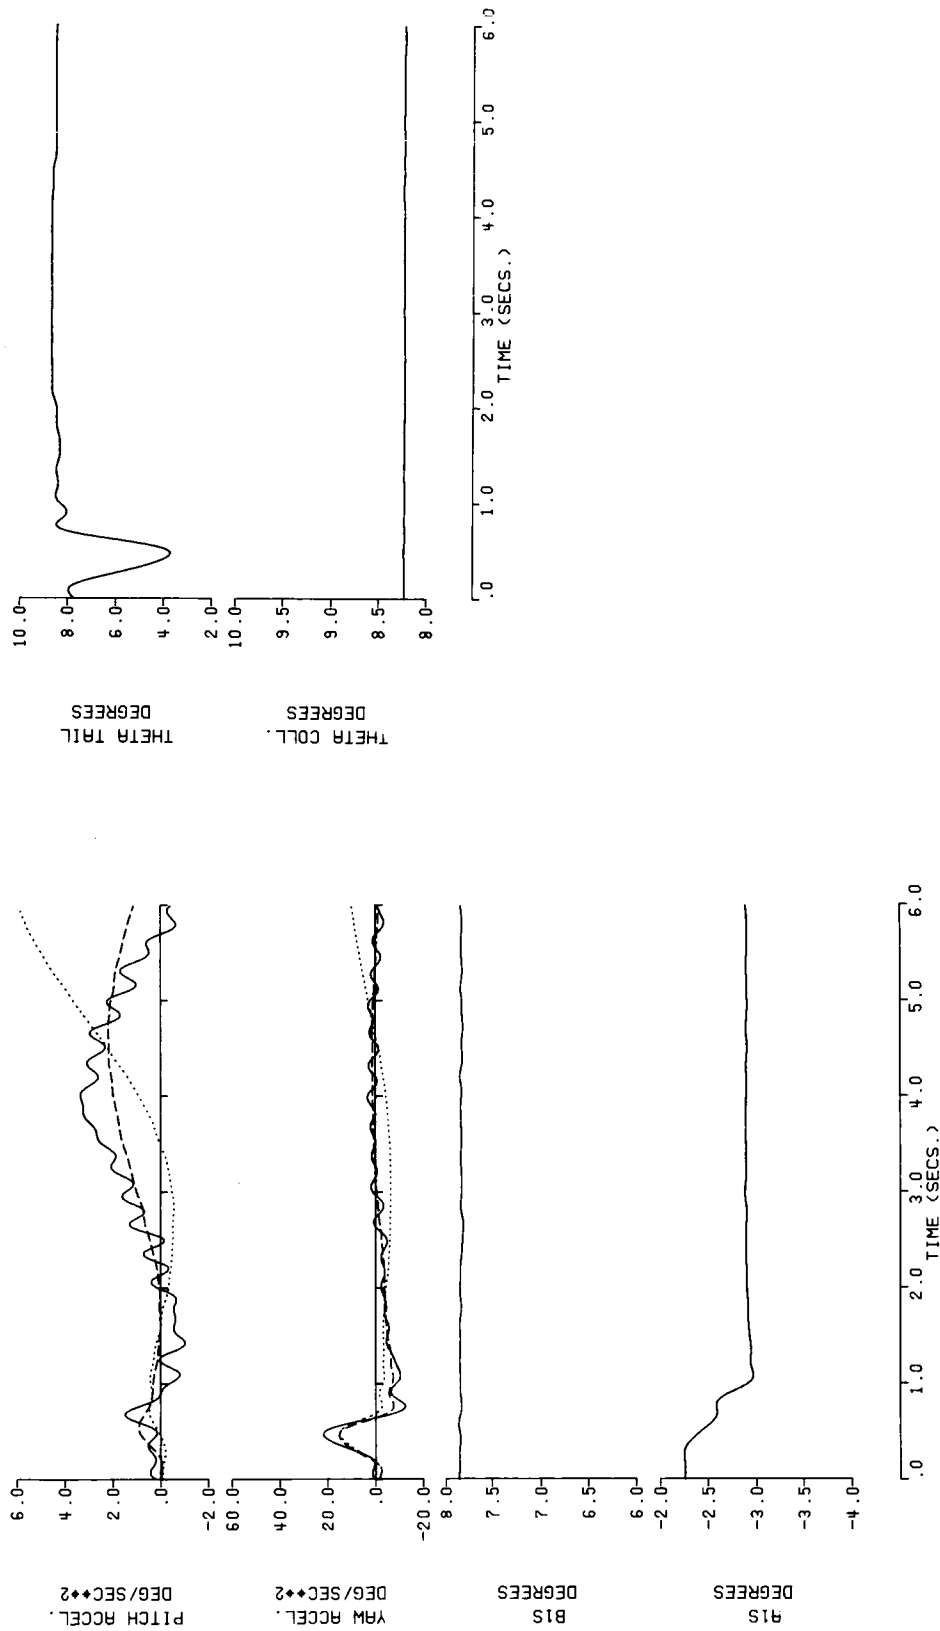 PITCH ACCEL.
DEG/SEC**2
6.0
4.0
2.0
.0
-2.0
YAW ACCEL.
DEG/SEC**2
60.0
40.0
20.0
.0
-20.0
B1S
DEGREES
8.0
7.5
7.0
6.5
6.0
A1S
DEGREES
-2.0
-2.5
-3.0
-4.0
-4.0
.0 1.0 2.0 3.0 4.0 5.0 6.0
TIME (SECS.)
THETA TAIL
DEGREES
10.0
8.0
6.0
4.0
2.0
THETA COLL.
DEGREES
10.0
9.5
9.0
8.5
8.0
.0 1.0 2.0 3.0 4.0 5.0 6.0
TIME (SECS.)